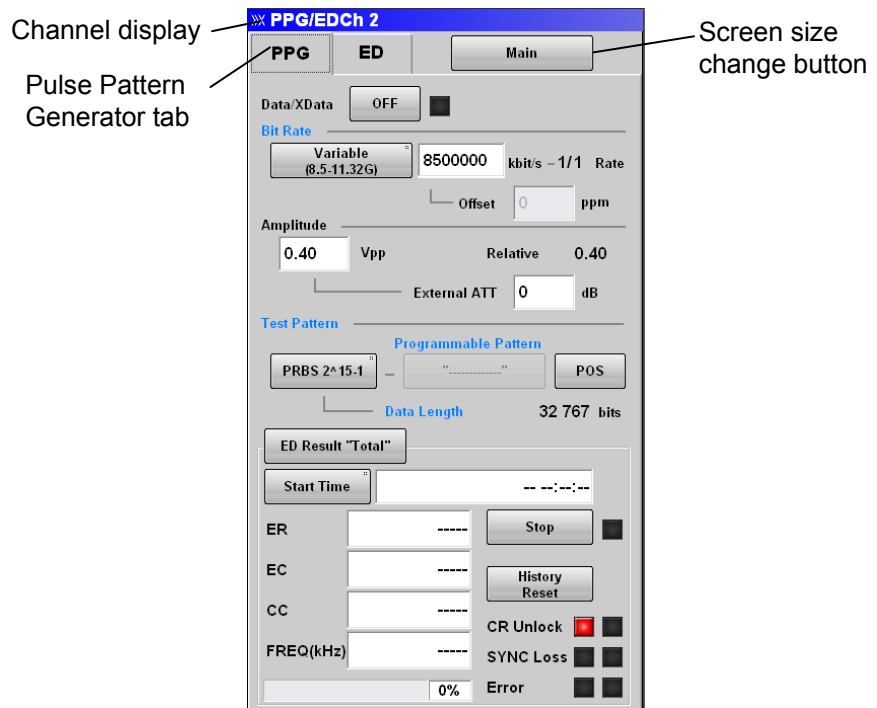 PPG/EDCh 2
Channel display
Screen size
change button
PPG ED Main
Pulse Pattern
Generator tab
Data/XData OFF
Bit Rate
Variable
(8.5-11.32G)
8500000 kbit/s – 1/1 Rate
Offset 0 ppm
Amplitude
0.40 Vpp Relative 0.40
External ATT 0 dB
Test Pattern
Programmable Pattern
PRBS 2^15-1 – "-------------" POS
Data Length 32 767 bits
ED Result "Total"
Start Time -- --:--:--
ER ----- Stop
EC -----
History
Reset
CC -----
CR Unlock
FREQ(kHz) -----
SYNC Loss
0% Error